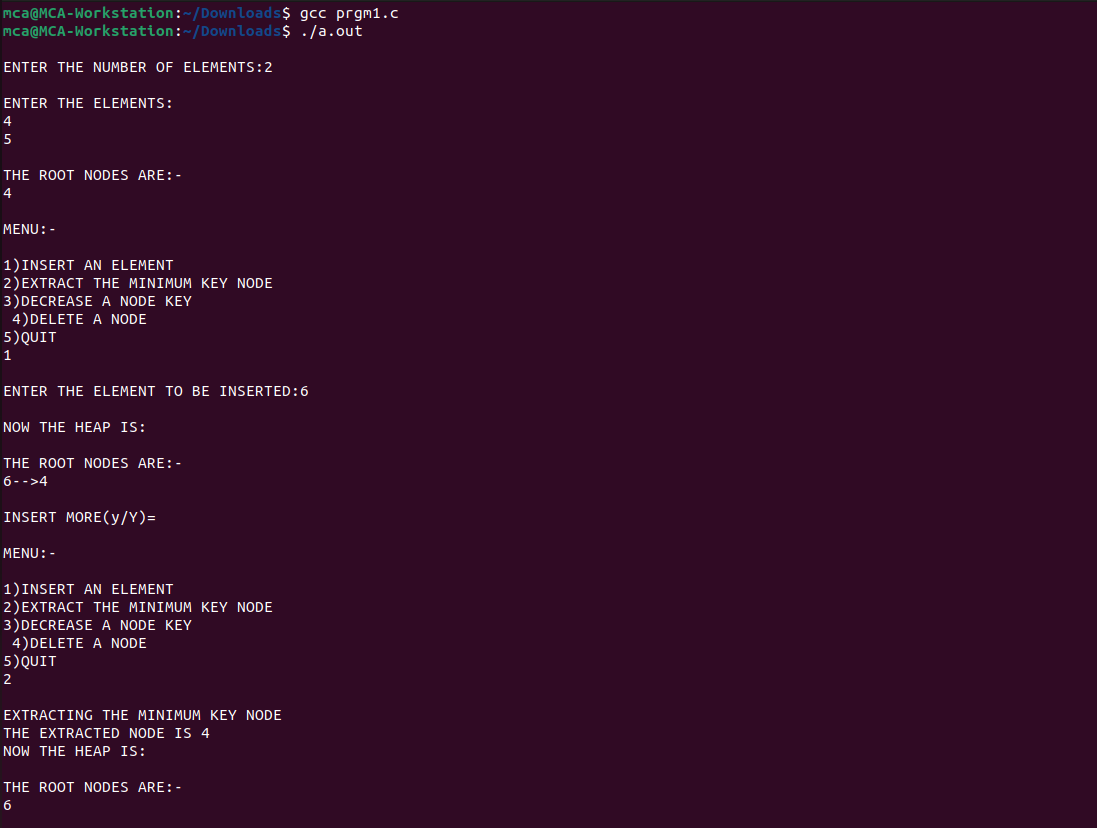 mca@MCA-Workstation:~/Downloads$ gcc prgm1.c
mca@MCA-Workstation:~/Downloads$ ./a.out
ENTER THE NUMBER OF ELEMENTS:2
ENTER THE ELEMENTS:
4
5
THE ROOT NODES ARE:-
4
MENU:-
1)INSERT AN ELEMENT
2)EXTRACT THE MINIMUM KEY NODE
3)DECREASE A NODE KEY
 4)DELETE A NODE
5)QUIT
1
ENTER THE ELEMENT TO BE INSERTED:6
NOW THE HEAP IS:
THE ROOT NODES ARE:-
6-->4
INSERT MORE(y/Y)=
MENU:-
1)INSERT AN ELEMENT
2)EXTRACT THE MINIMUM KEY NODE
3)DECREASE A NODE KEY
 4)DELETE A NODE
5)QUIT
2
EXTRACTING THE MINIMUM KEY NODE
THE EXTRACTED NODE IS 4
NOW THE HEAP IS:
THE ROOT NODES ARE:-
6